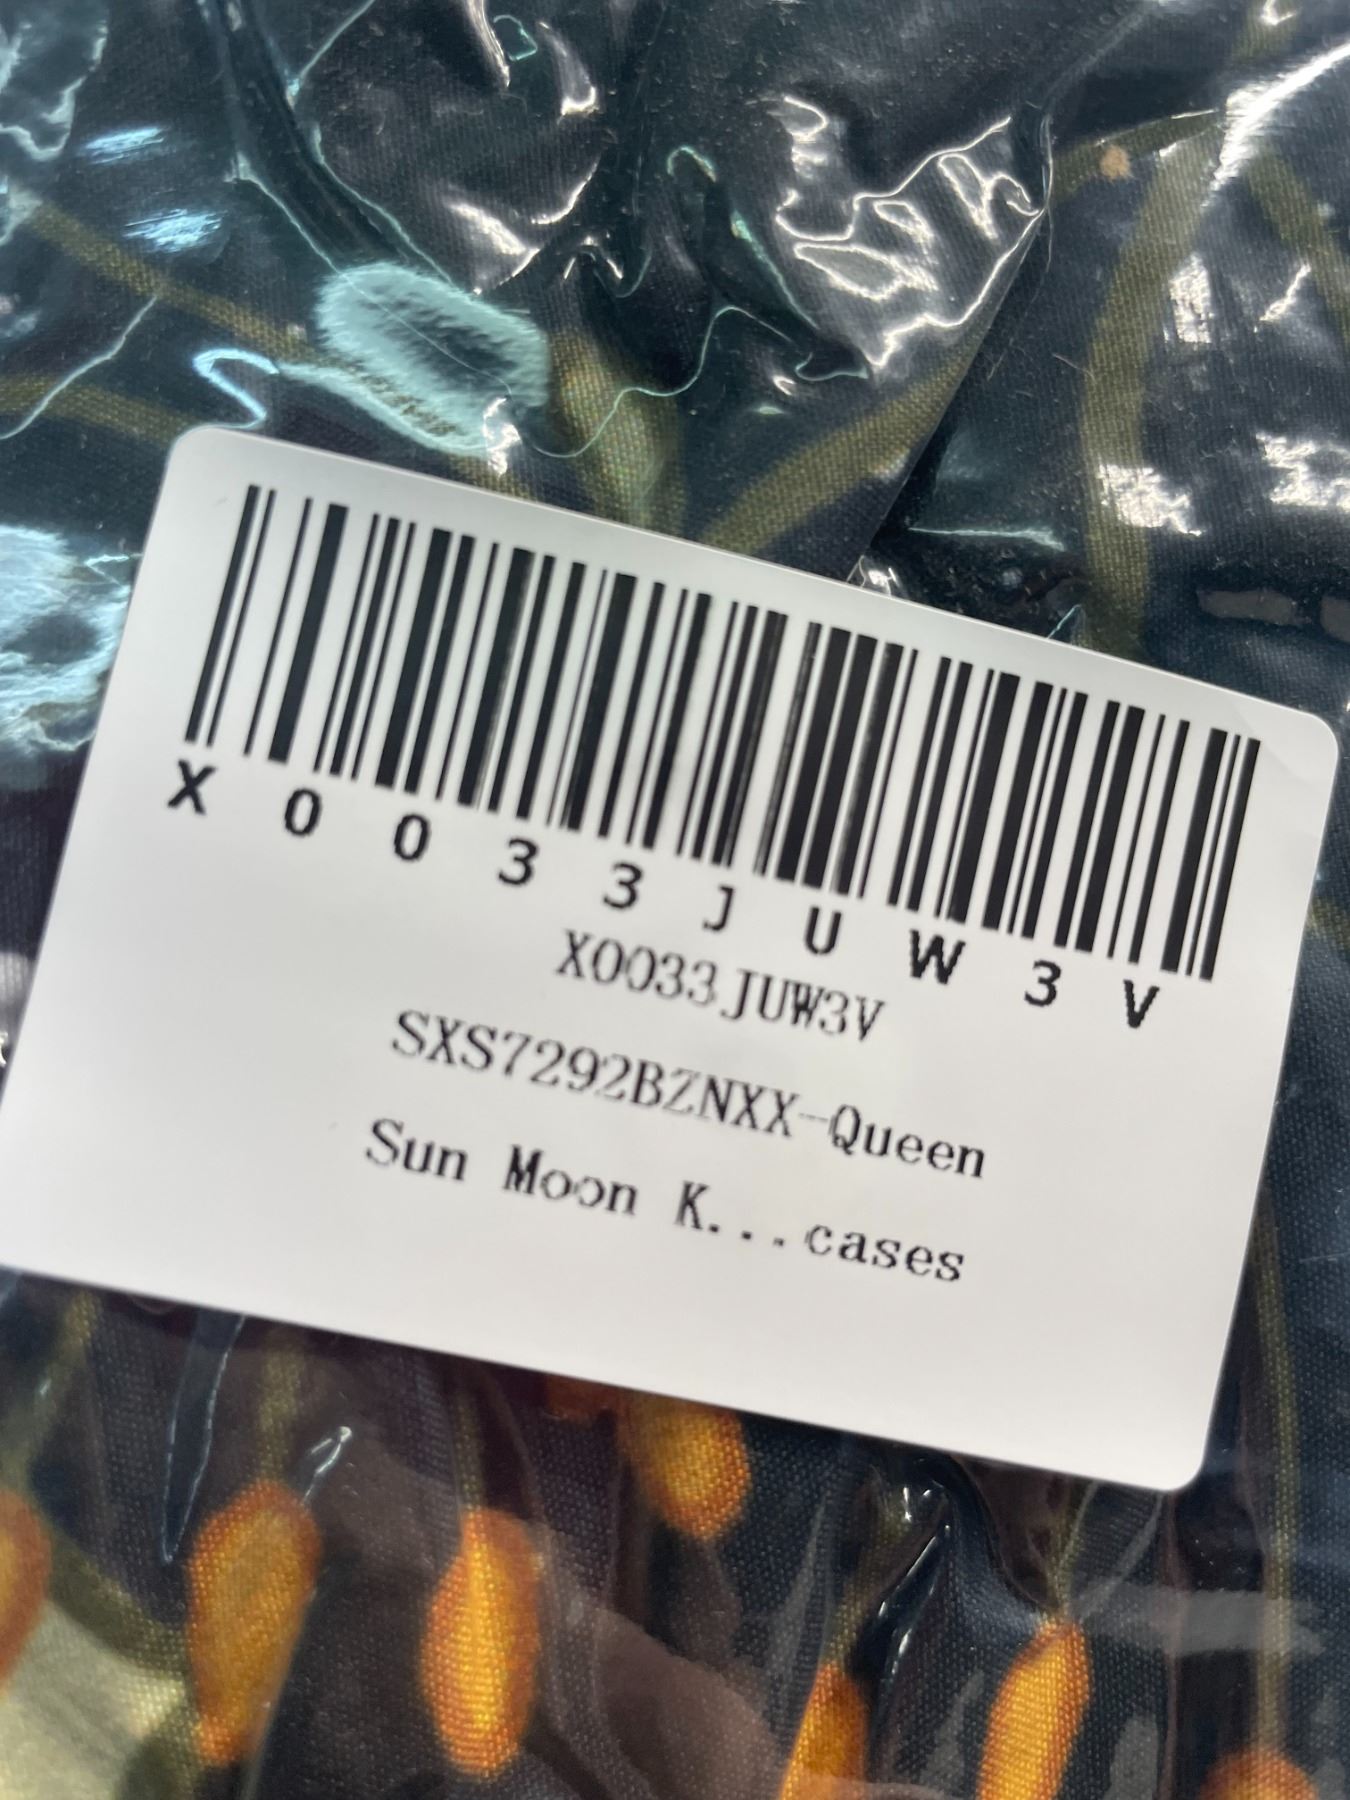 X0033JUW3V
X0033JUW3V
SXS7292BZNXX-Queen
Sun Moon K...cases